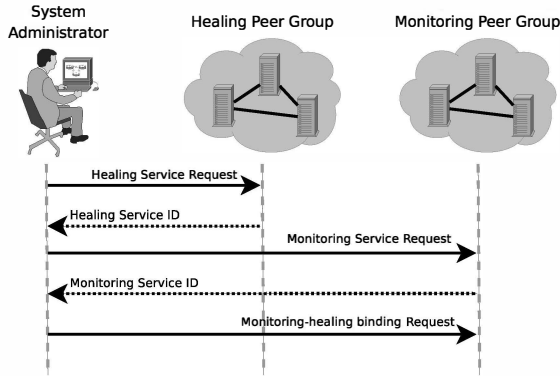 System
Administrator
Healing Peer Group
Monitoring Peer Group
Healing Service Request
Healing Service ID
Monitoring Service Request
Monitoring Service ID
Monitoring-healing binding Request